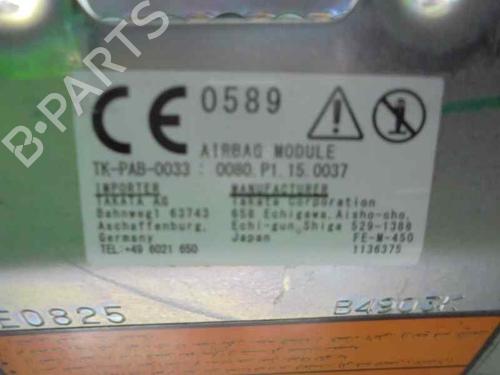 B-PARTS
CE 0589
AIRBAG MODULE
TK-PAB-0033 : 0080.P1.15.0037
IMPORTER
TAKATA AG
Bahnweg1 63743
Aschaffenburg,
Germany
TEL:+49 6021 650
MANUFACTURER
Takata Corporation
658 Echigawa,Aisho-cho,
Echi-gun,Shiga 529-1388
Japan FE-M-450
1136375
E0825 B4903K